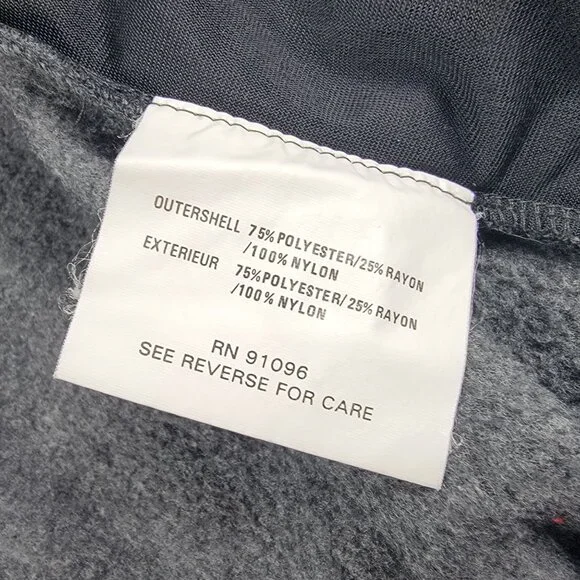 OUTERSHELL 75%POLYESTER/25% RAYON
/100% NYLON
EXTERIEUR 75%POLYESTER/25% RAYON
/100% NYLON
RN 91096
SEE REVERSE FOR CARE